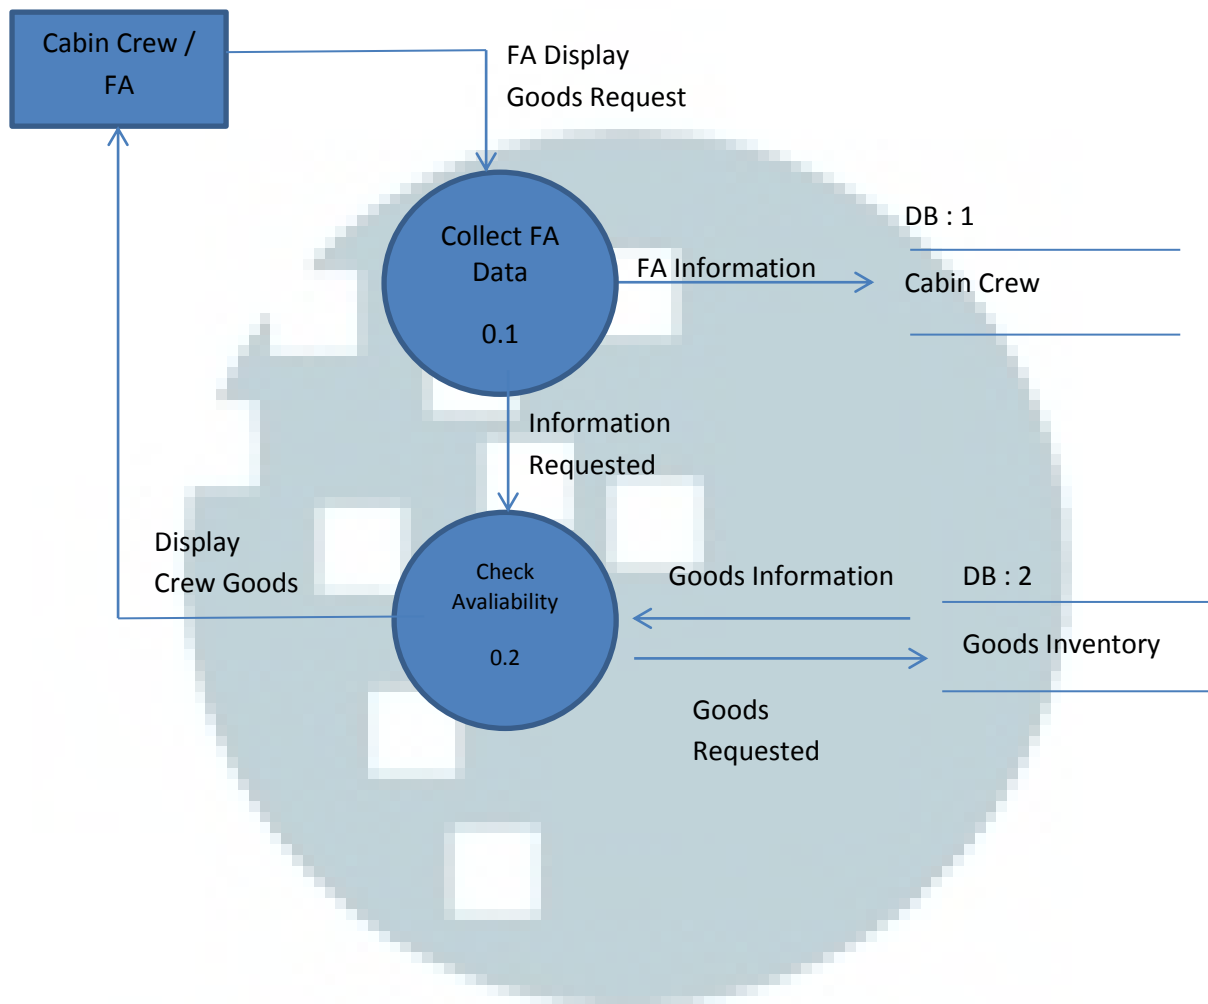 Cabin Crew /
FA
FA Display
Goods Request
Collect FA
Data
0.1
FA Information
DB : 1
Cabin Crew
Information
Requested
Display
Crew Goods
Check
Avaliability
0.2
Goods Information
DB : 2
Goods Inventory
Goods
Requested